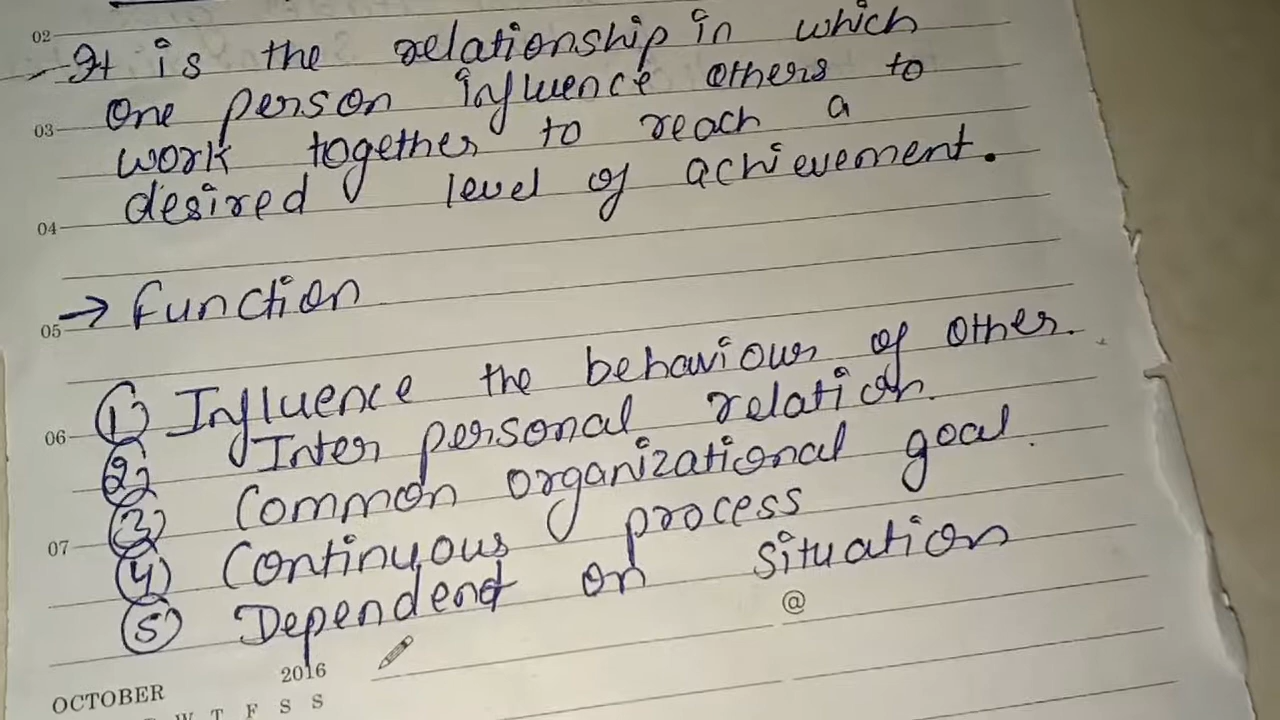 02
It is the relationship in which
one person influence others to
03
work together to reach a
desired level of achievement.
04
→ function
05
① Influence the behaviour of other.
06
② Inter personal relation.
③ Common organizational goal.
07
④ Continuous process
⑤ Dependend on situation
@
2016
OCTOBER
W T F S S